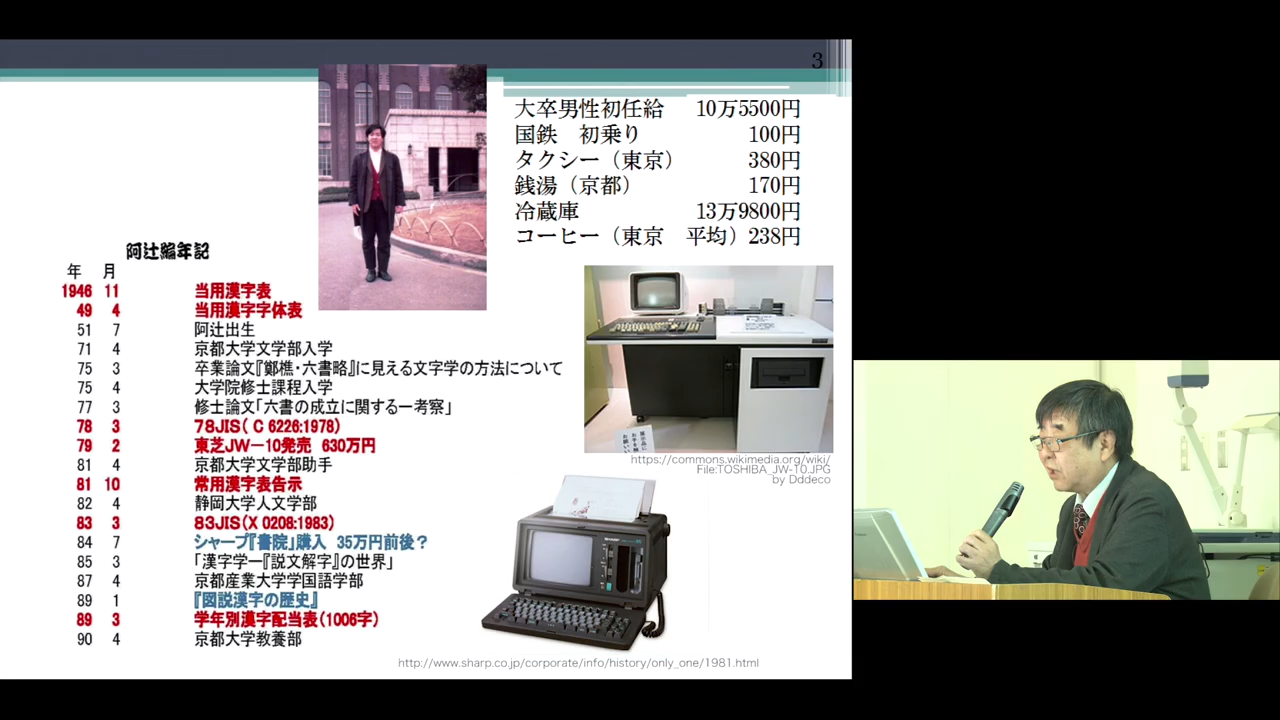 3
大卒男性初任給 10万5500円
国鉄 初乗り 100円
タクシー（東京） 380円
銭湯（京都） 170円
冷蔵庫 13万9800円
コーヒー（東京 平均）238円
阿辻編年記
年 月
1946 11 当用漢字表
49 4 当用漢字字体表
51 7 阿辻出生
71 4 京都大学文学部入学
75 3 卒業論文『鄭樵・六書略』に見える文字学の方法について
75 4 大学院修士課程入学
77 3 修士論文「六書の成立に関する一考察」
78 3 78JIS( C 6226:1978)
79 2 東芝JW－10発売 630万円
81 4 京都大学文学部助手
81 10 常用漢字表告示
82 4 静岡大学人文学部
83 3 83JIS(X 0208:1983)
84 7 シャープ『書院』購入 35万円前後？
85 3 「漢字学－『説文解字』の世界」
87 4 京都産業大学学国語学部
89 1 『図説漢字の歴史』
89 3 学年別漢字配当表(1006字)
90 4 京都大学教養部
https://commons.wikimedia.org/wiki/
File:TOSHIBA_JW-10.JPG
by Dddeco
http://www.sharp.co.jp/corporate/info/history/only_one/1981.html